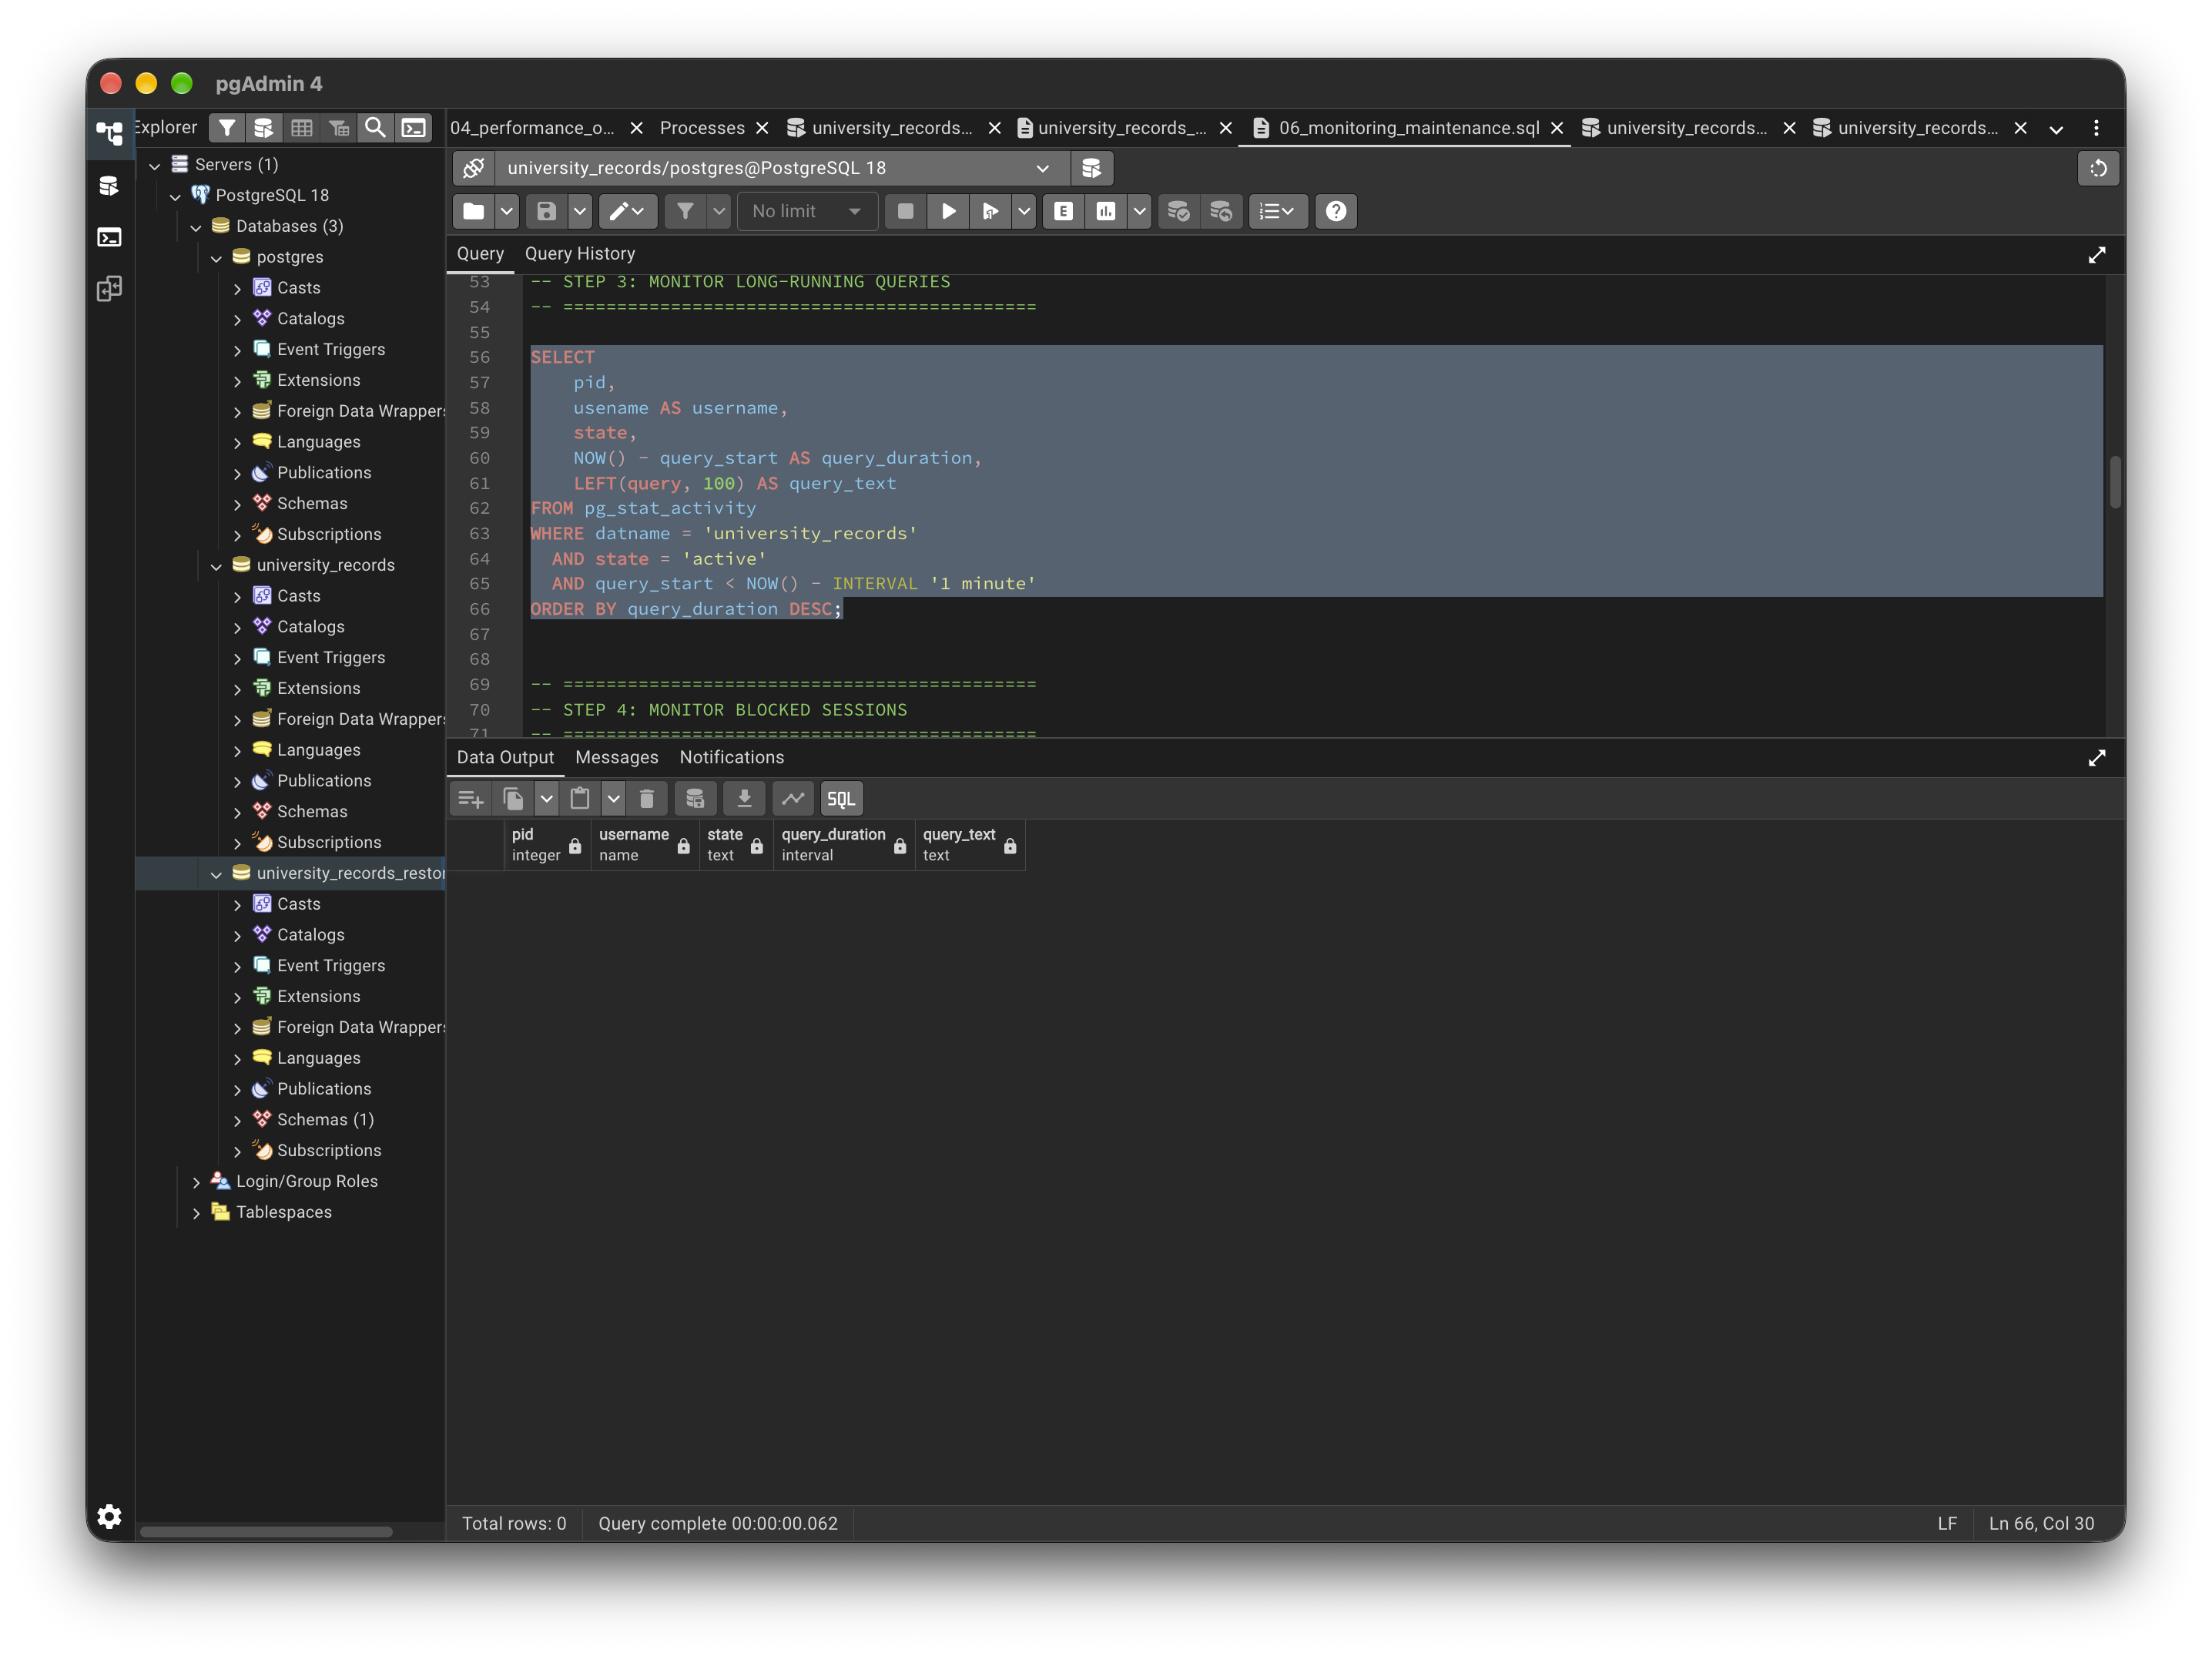 pgAdmin 4
Explorer
04_performance_o...
Processes
university_records...
university_records_...
06_monitoring_maintenance.sql
university_records...
university_records...
Servers (1)
PostgreSQL 18
Databases (3)
postgres
Casts
Catalogs
Event Triggers
Extensions
Foreign Data Wrappers
Languages
Publications
Schemas
Subscriptions
university_records
Casts
Catalogs
Event Triggers
Extensions
Foreign Data Wrappers
Languages
Publications
Schemas
Subscriptions
university_records_restor
Casts
Catalogs
Event Triggers
Extensions
Foreign Data Wrappers
Languages
Publications
Schemas (1)
Subscriptions
Login/Group Roles
Tablespaces
university_records/postgres@PostgreSQL 18
No limit
E
Query
Query History
53 -- STEP 3: MONITOR LONG-RUNNING QUERIES
54 -- ============================================
55
56 SELECT
57 pid,
58 usename AS username,
59 state,
60 NOW() - query_start AS query_duration,
61 LEFT(query, 100) AS query_text
62 FROM pg_stat_activity
63 WHERE datname = 'university_records'
64 AND state = 'active'
65 AND query_start < NOW() - INTERVAL '1 minute'
66 ORDER BY query_duration DESC;
67
68
69 -- ============================================
70 -- STEP 4: MONITOR BLOCKED SESSIONS
71 -- ============================================
Data Output
Messages
Notifications
SQL
pid
integer
username
name
state
text
query_duration
interval
query_text
text
Total rows: 0
Query complete 00:00:00.062
LF
Ln 66, Col 30